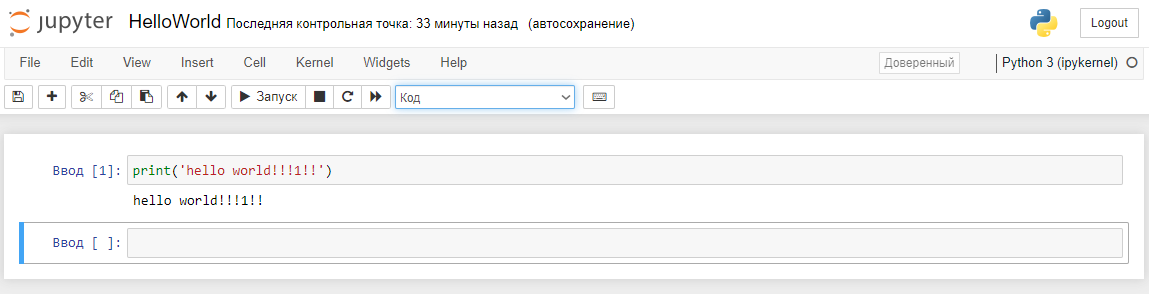 jupyter HelloWorld Последняя контрольная точка: 33 минуты назад (автосохранение) Logout
File Edit View Insert Cell Kernel Widgets Help Доверенный Python 3 (ipykernel)
Запуск Код
Ввод [1]: print('hello world!!!1!!')
hello world!!!1!!
Ввод [ ]: